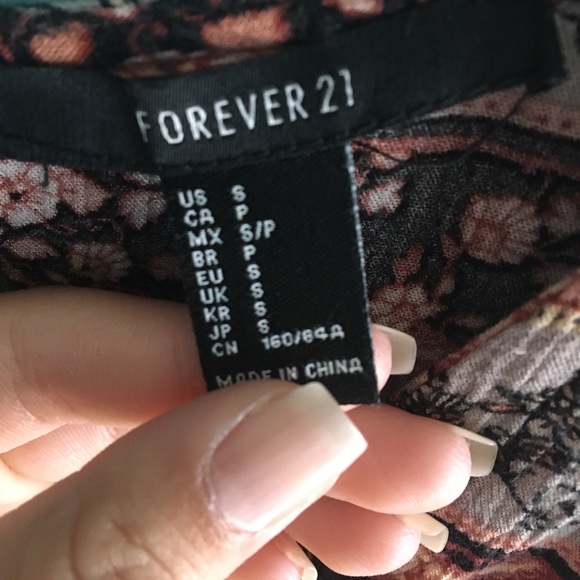 FOREVER 21
US S
CA P
MX S/P
BR P
EU S
UK S
KR S
JP S
CN 160/84A
MADE IN CHINA